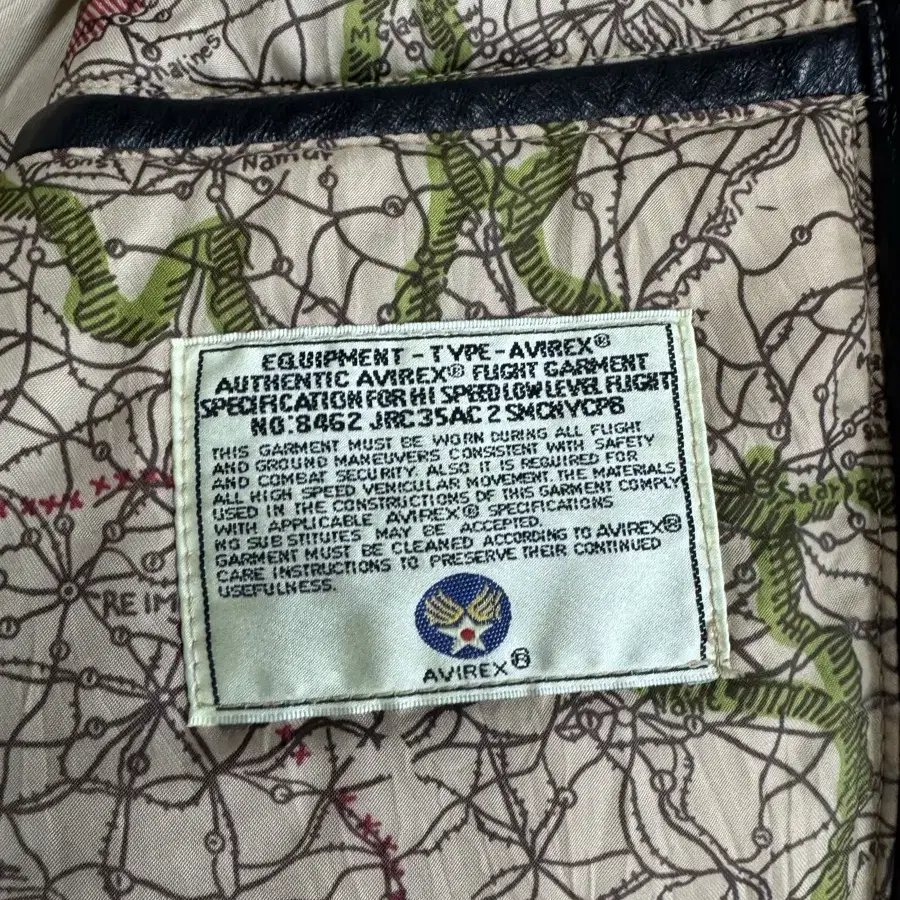 Namur
EQUIPMENT - TYPE - AVIREX®
AUTHENTIC AVIREX® FLIGHT GARMENT
SPECIFICATION FOR HI SPEED LOW LEVEL FLIGHT
NO:8462 JRC35AC 2 SMCNYCP6
THIS GARMENT MUST BE WORN DURING ALL FLIGHT
AND GROUND MANEUVERS CONSISTENT WITH SAFETY
AND COMBAT SECURITY. ALSO IT IS REQUIRED FOR
ALL HIGH SPEED VENICULAR MOVEMENT. THE MATERIALS
USED IN THE CONSTRUCTIONS OF THIS GARMENT COMPLY
WITH APPLICABLE AVIREX® SPECIFICATIONS
NO SUBSTITUTES MAY BE ACCEPTED.
GARMENT MUST BE CLEANED ACCORDING TO AVIREX®
CARE INSTRUCTIONS TO PRESERVE THEIR CONTINUED
USEFULNESS.
REIM
AVIREX®